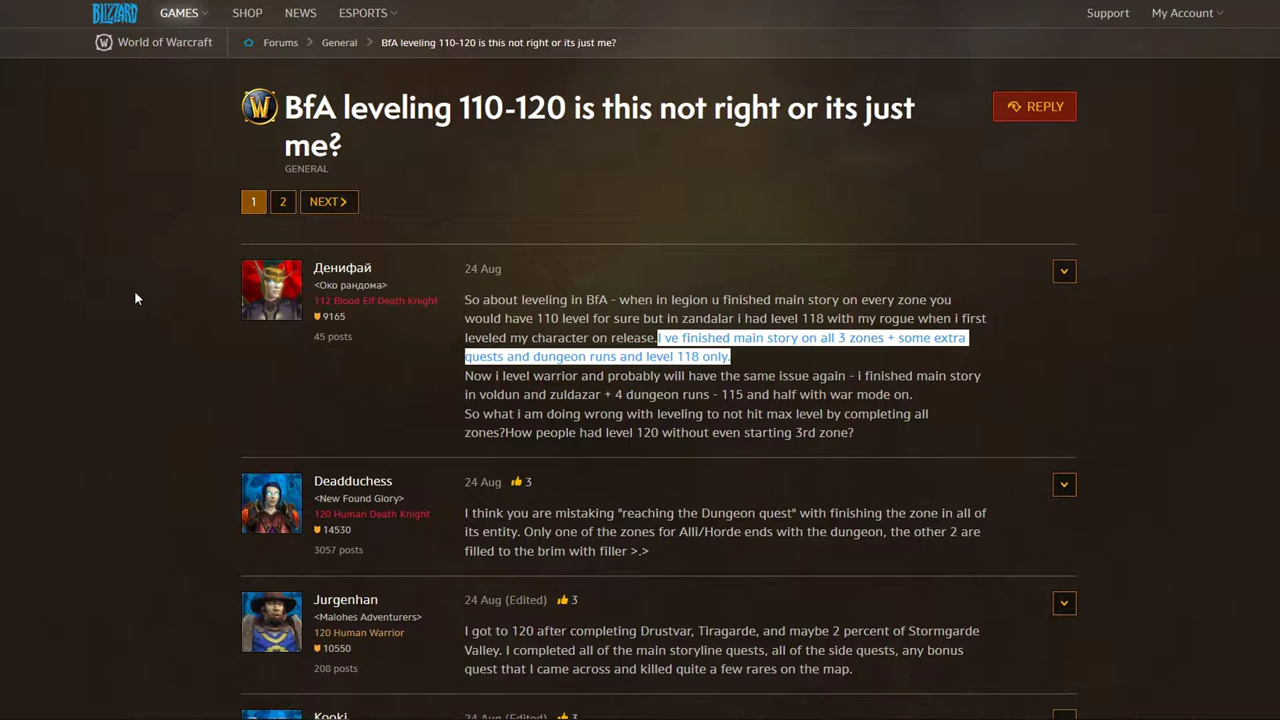 BLIZZARD GAMES SHOP NEWS ESPORTS Support My Account
World of Warcraft Forums General BfA leveling 110-120 is this not right or its just me?
BfA leveling 110-120 is this not right or its just
me?
REPLY
GENERAL
1 2 NEXT
Денифай
<Око рандома>
112 Blood Elf Death Knight
9165
45 posts
24 Aug
So about leveling in BfA - when in legion u finished main story on every zone you
would have 110 level for sure but in zandalar i had level 118 with my rogue when i first
leveled my character on release.I ve finished main story on all 3 zones + some extra
quests and dungeon runs and level 118 only.
Now i level warrior and probably will have the same issue again - i finished main story
in voldun and zuldazar + 4 dungeon runs - 115 and half with war mode on.
So what i am doing wrong with leveling to not hit max level by completing all
zones?How people had level 120 without even starting 3rd zone?
Deadduchess
<New Found Glory>
120 Human Death Knight
14530
3057 posts
24 Aug 3
I think you are mistaking "reaching the Dungeon quest" with finishing the zone in all of
its entity. Only one of the zones for Alli/Horde ends with the dungeon, the other 2 are
filled to the brim with filler >.>
Jurgenhan
<Malohes Adventurers>
120 Human Warrior
10550
208 posts
24 Aug (Edited) 3
I got to 120 after completing Drustvar, Tiragarde, and maybe 2 percent of Stormgarde
Valley. I completed all of the main storyline quests, all of the side quests, any bonus
quest that I came across and killed quite a few rares on the map.
Kooki
24 Aug (Edited) 3